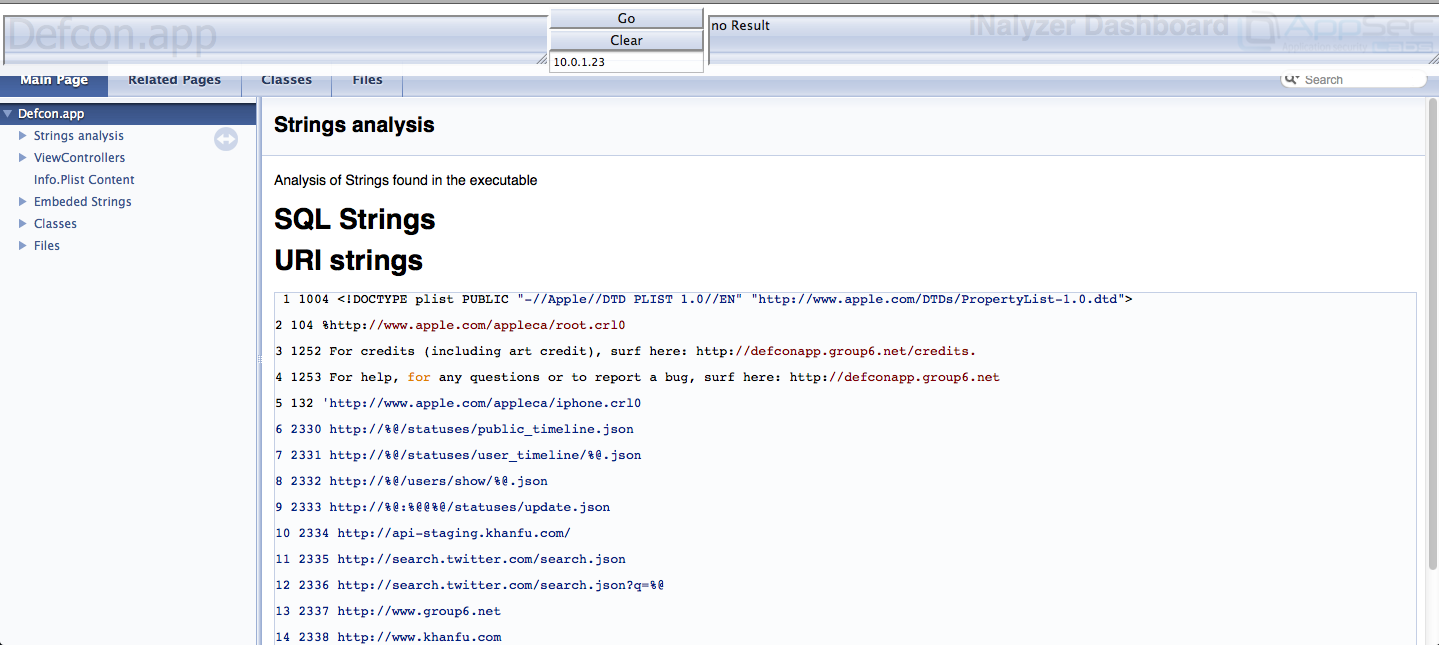 Defcon.app
Go
Clear
10.0.1.23
no Result
iNalyzer Dashboard
AppSec
Main Page
Related Pages
Classes
Files
Search
Defcon.app
Strings analysis
ViewControllers
Info.Plist Content
Embeded Strings
Classes
Files
Strings analysis
Analysis of Strings found in the executable
SQL Strings
URI strings
1 1004 <!DOCTYPE plist PUBLIC "-//Apple//DTD PLIST 1.0//EN" "http://www.apple.com/DTDs/PropertyList-1.0.dtd">
2 104 %http://www.apple.com/appleca/root.crl0
3 1252 For credits (including art credit), surf here: http://defconapp.group6.net/credits.
4 1253 For help, for any questions or to report a bug, surf here: http://defconapp.group6.net
5 132 'http://www.apple.com/appleca/iphone.crl0
6 2330 http://%@/statuses/public_timeline.json
7 2331 http://%@/statuses/user_timeline/%@.json
8 2332 http://%@/users/show/%@.json
9 2333 http://%@:%@@%@/statuses/update.json
10 2334 http://api-staging.khanfu.com/
11 2335 http://search.twitter.com/search.json
12 2336 http://search.twitter.com/search.json?q=%@
13 2337 http://www.group6.net
14 2338 http://www.khanfu.com